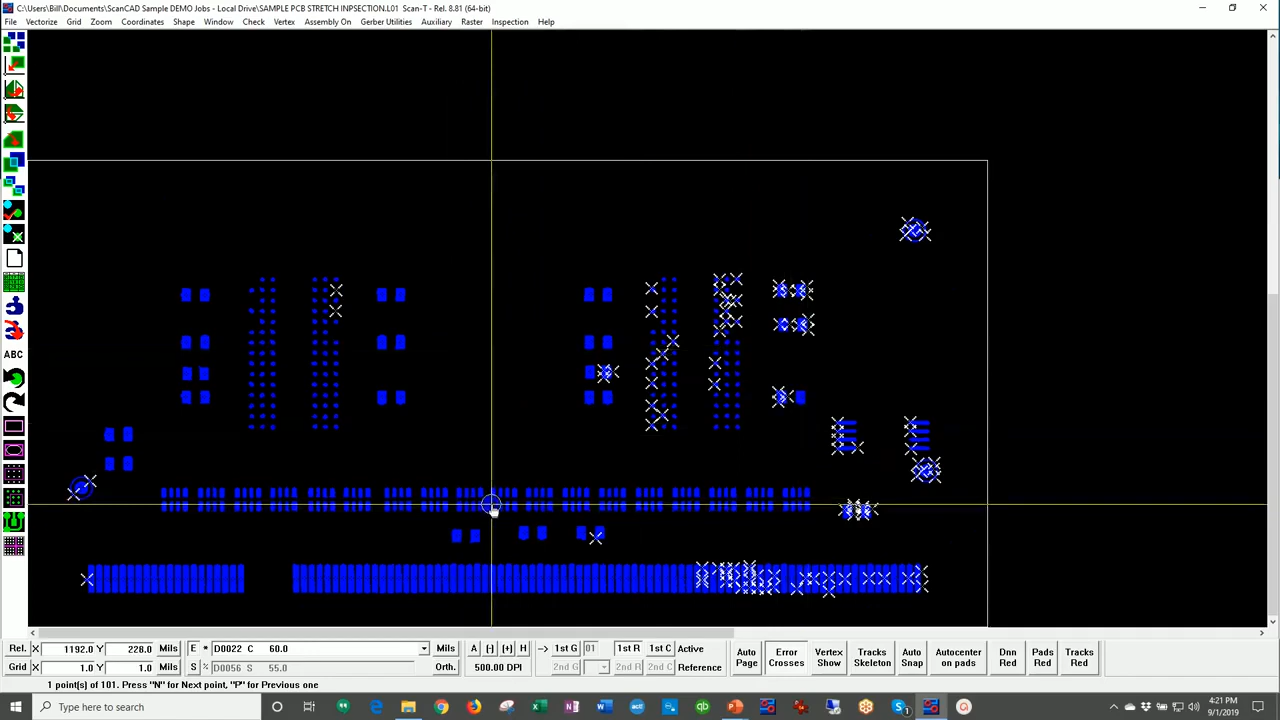 C:\Users\Bill\Documents\ScanCAD Sample DEMO Jobs - Local Drive\SAMPLE PCB STRETCH INPSECTION.L01 Scan-T - Rel. 8.81 (64-bit)
File Vectorize Grid Zoom Coordinates Shape Window Check Vertex Assembly On Gerber Utilities Auxiliary Raster Inspection Help
ABC
Rel. X 1192.0 Y 228.0 Mils E * D0022 C 60.0 Mils A [-] [+] H --> 1st G 01 1st R 1st C Active
Grid X 1.0 Y 1.0 Mils S % D0056 S 55.0 Orth. 500.00 DPI 2nd G 2nd R 2nd C Reference
Auto Page Error Crosses Vertex Show Tracks Skeleton Auto Snap Autocenter on pads Dnn Red Pads Red Tracks Red
1 point(s) of 101. Press "N" for Next point, "P" for Previous one
Type here to search
4:21 PM
9/1/2019